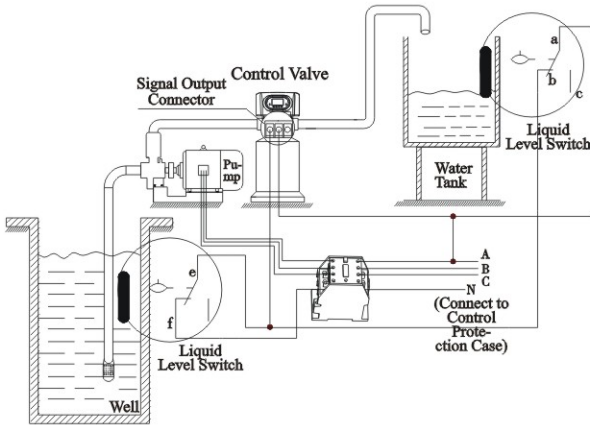 Control Valve
Signal Output
Connector
Pu-
mp
a
b
c
Liquid
Level Switch
Water
Tank
e
f
Liquid
Level Switch
Well
A
B
C
N
(Connect to
Control
Prote-
ction Case)